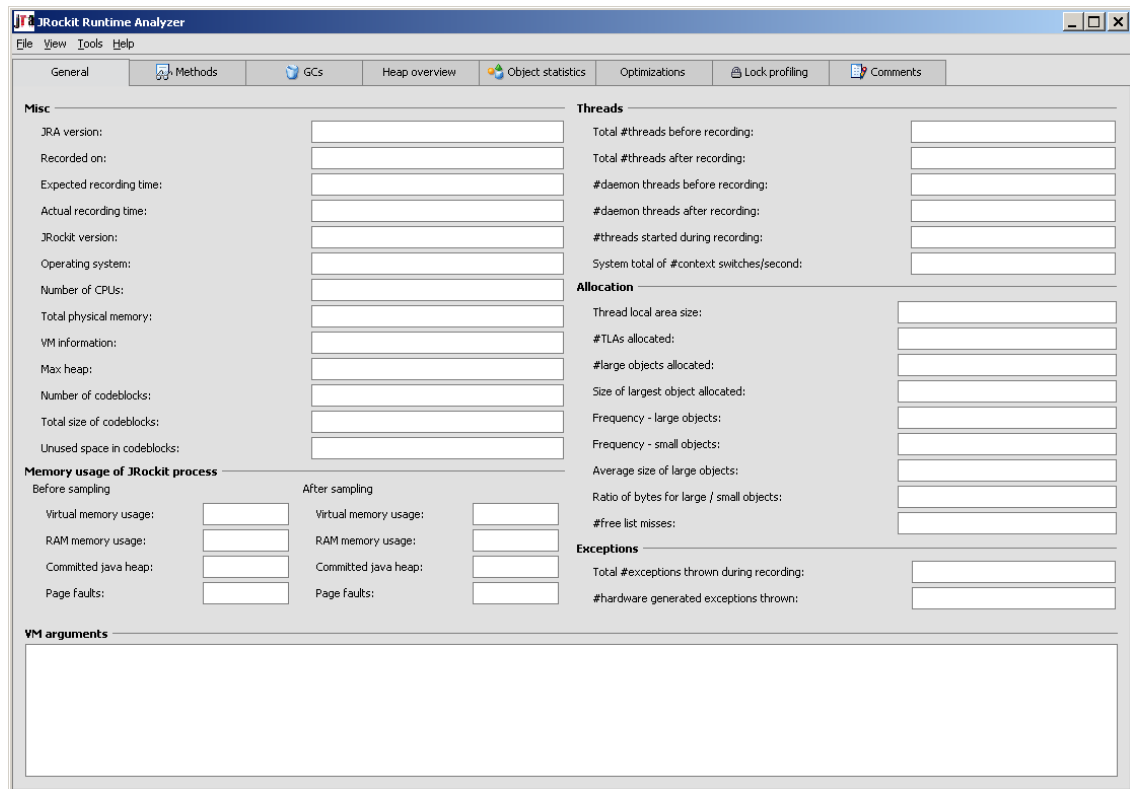 jra JRockit Runtime Analyzer
File View Tools Help
General Methods GCs Heap overview Object statistics Optimizations Lock profiling Comments
Misc
JRA version:
Recorded on:
Expected recording time:
Actual recording time:
JRockit version:
Operating system:
Number of CPUs:
Total physical memory:
VM information:
Max heap:
Number of codeblocks:
Total size of codeblocks:
Unused space in codeblocks:
Memory usage of JRockit process
Before sampling After sampling
Virtual memory usage: Virtual memory usage:
RAM memory usage: RAM memory usage:
Committed java heap: Committed java heap:
Page faults: Page faults:
Threads
Total #threads before recording:
Total #threads after recording:
#daemon threads before recording:
#daemon threads after recording:
#threads started during recording:
System total of #context switches/second:
Allocation
Thread local area size:
#TLAs allocated:
#large objects allocated:
Size of largest object allocated:
Frequency - large objects:
Frequency - small objects:
Average size of large objects:
Ratio of bytes for large / small objects:
#free list misses:
Exceptions
Total #exceptions thrown during recording:
#hardware generated exceptions thrown:
VM arguments